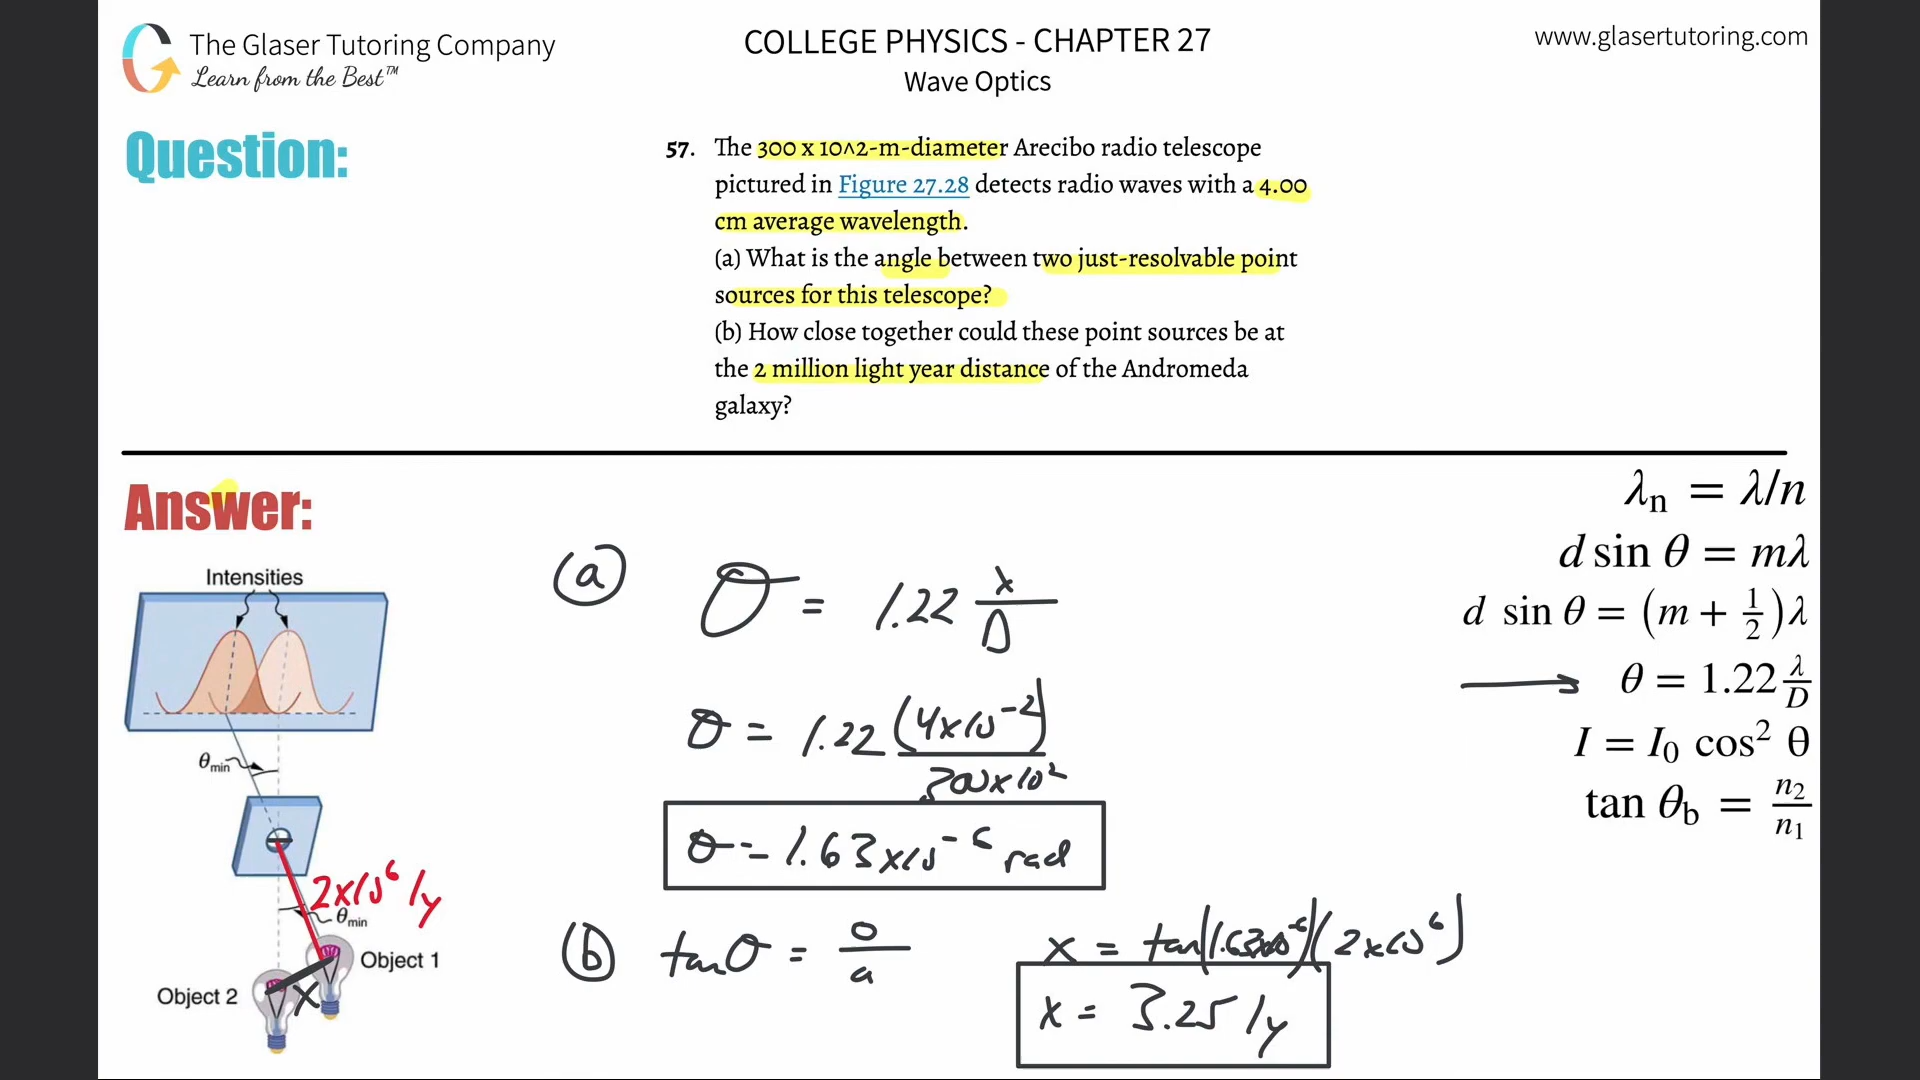 The Glaser Tutoring Company
Learn from the Best™
COLLEGE PHYSICS - CHAPTER 27
Wave Optics
www.glasertutoring.com
Question:
57. The 300 x 10^2-m-diameter Arecibo radio telescope
pictured in Figure 27.28 detects radio waves with a 4.00
cm average wavelength.
(a) What is the angle between two just-resolvable point
sources for this telescope?
(b) How close together could these point sources be at
the 2 million light year distance of the Andromeda
galaxy?
Answer:
Intensities
θmin
2x10⁶ ly
θmin
Object 1
Object 2
x
(a) θ = 1.22 λ/D
θ = 1.22 (4x10⁻²)/300x10²
θ = 1.63x10⁻⁶ rad
(b) tanθ = o/a
x = tan(1.63x10⁻⁶)(2x10⁶)
x = 3.25 ly
λn = λ/n
d sin θ = mλ
d sin θ = (m + 1/2)λ
θ = 1.22 λ/D
I = I₀ cos² θ
tan θb = n₂/n₁